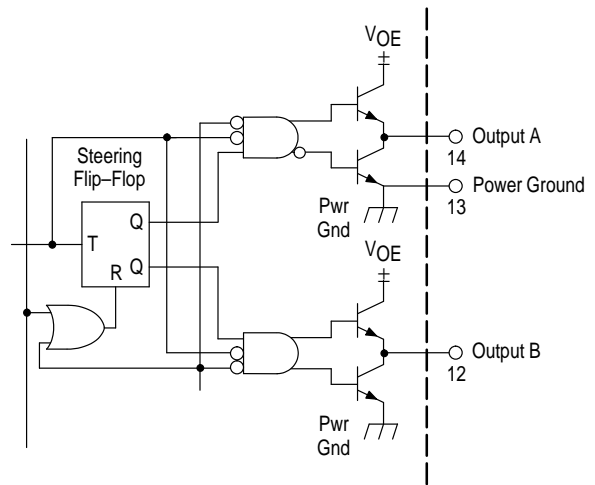 VOE
Output A
14
Steering
Flip–Flop
Power Ground
13
Pwr
Gnd
Q
T
R Q
VOE
Output B
12
Pwr
Gnd